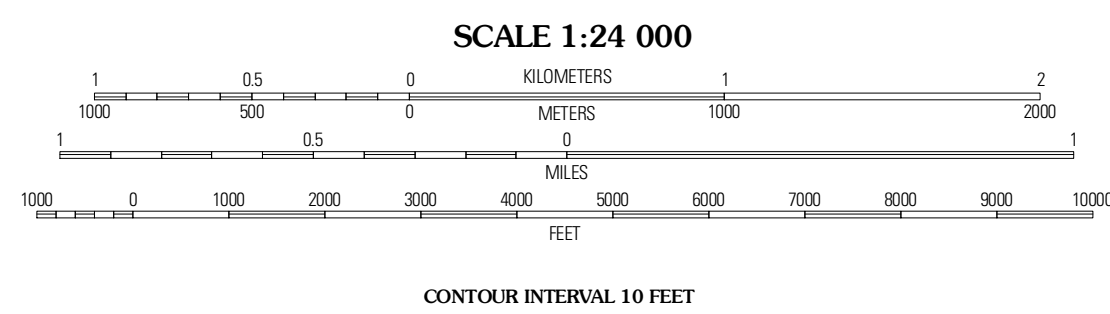 SCALE 1:24 000
1 0.5 0 KILOMETERS 1 2
1000 500 0 METERS 1000 2000
1 0.5 0 1
MILES
1000 0 1000 2000 3000 4000 5000 6000 7000 8000 9000 10000
FEET
CONTOUR INTERVAL 10 FEET